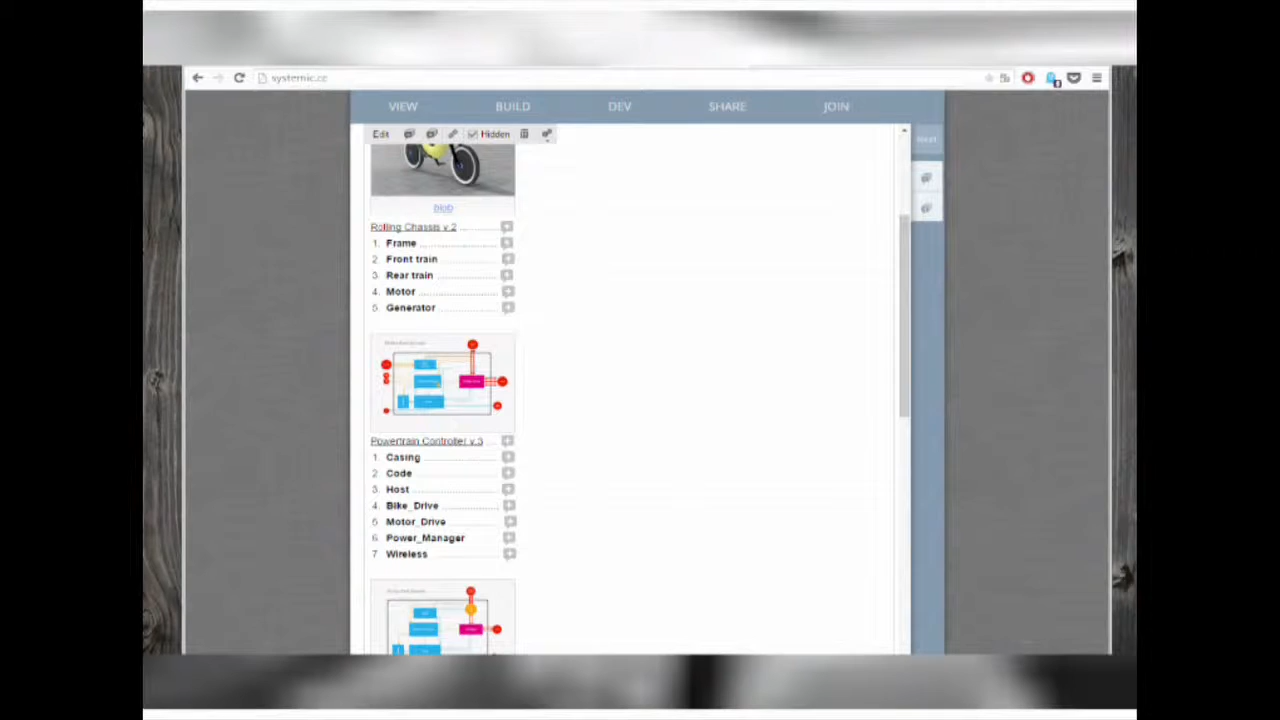 systemic.cc
VIEW BUILD DEV SHARE JOIN
Edit Hidden
Rolling Chassis v.2
1. Frame
2 Front train
3. Rear train
4. Motor
5. Generator
Powertrain Controller v.3
1. Casing
2 Code
3. Host
4. Bike_Drive
5 Motor_Drive
6 Power_Manager
7 Wireless